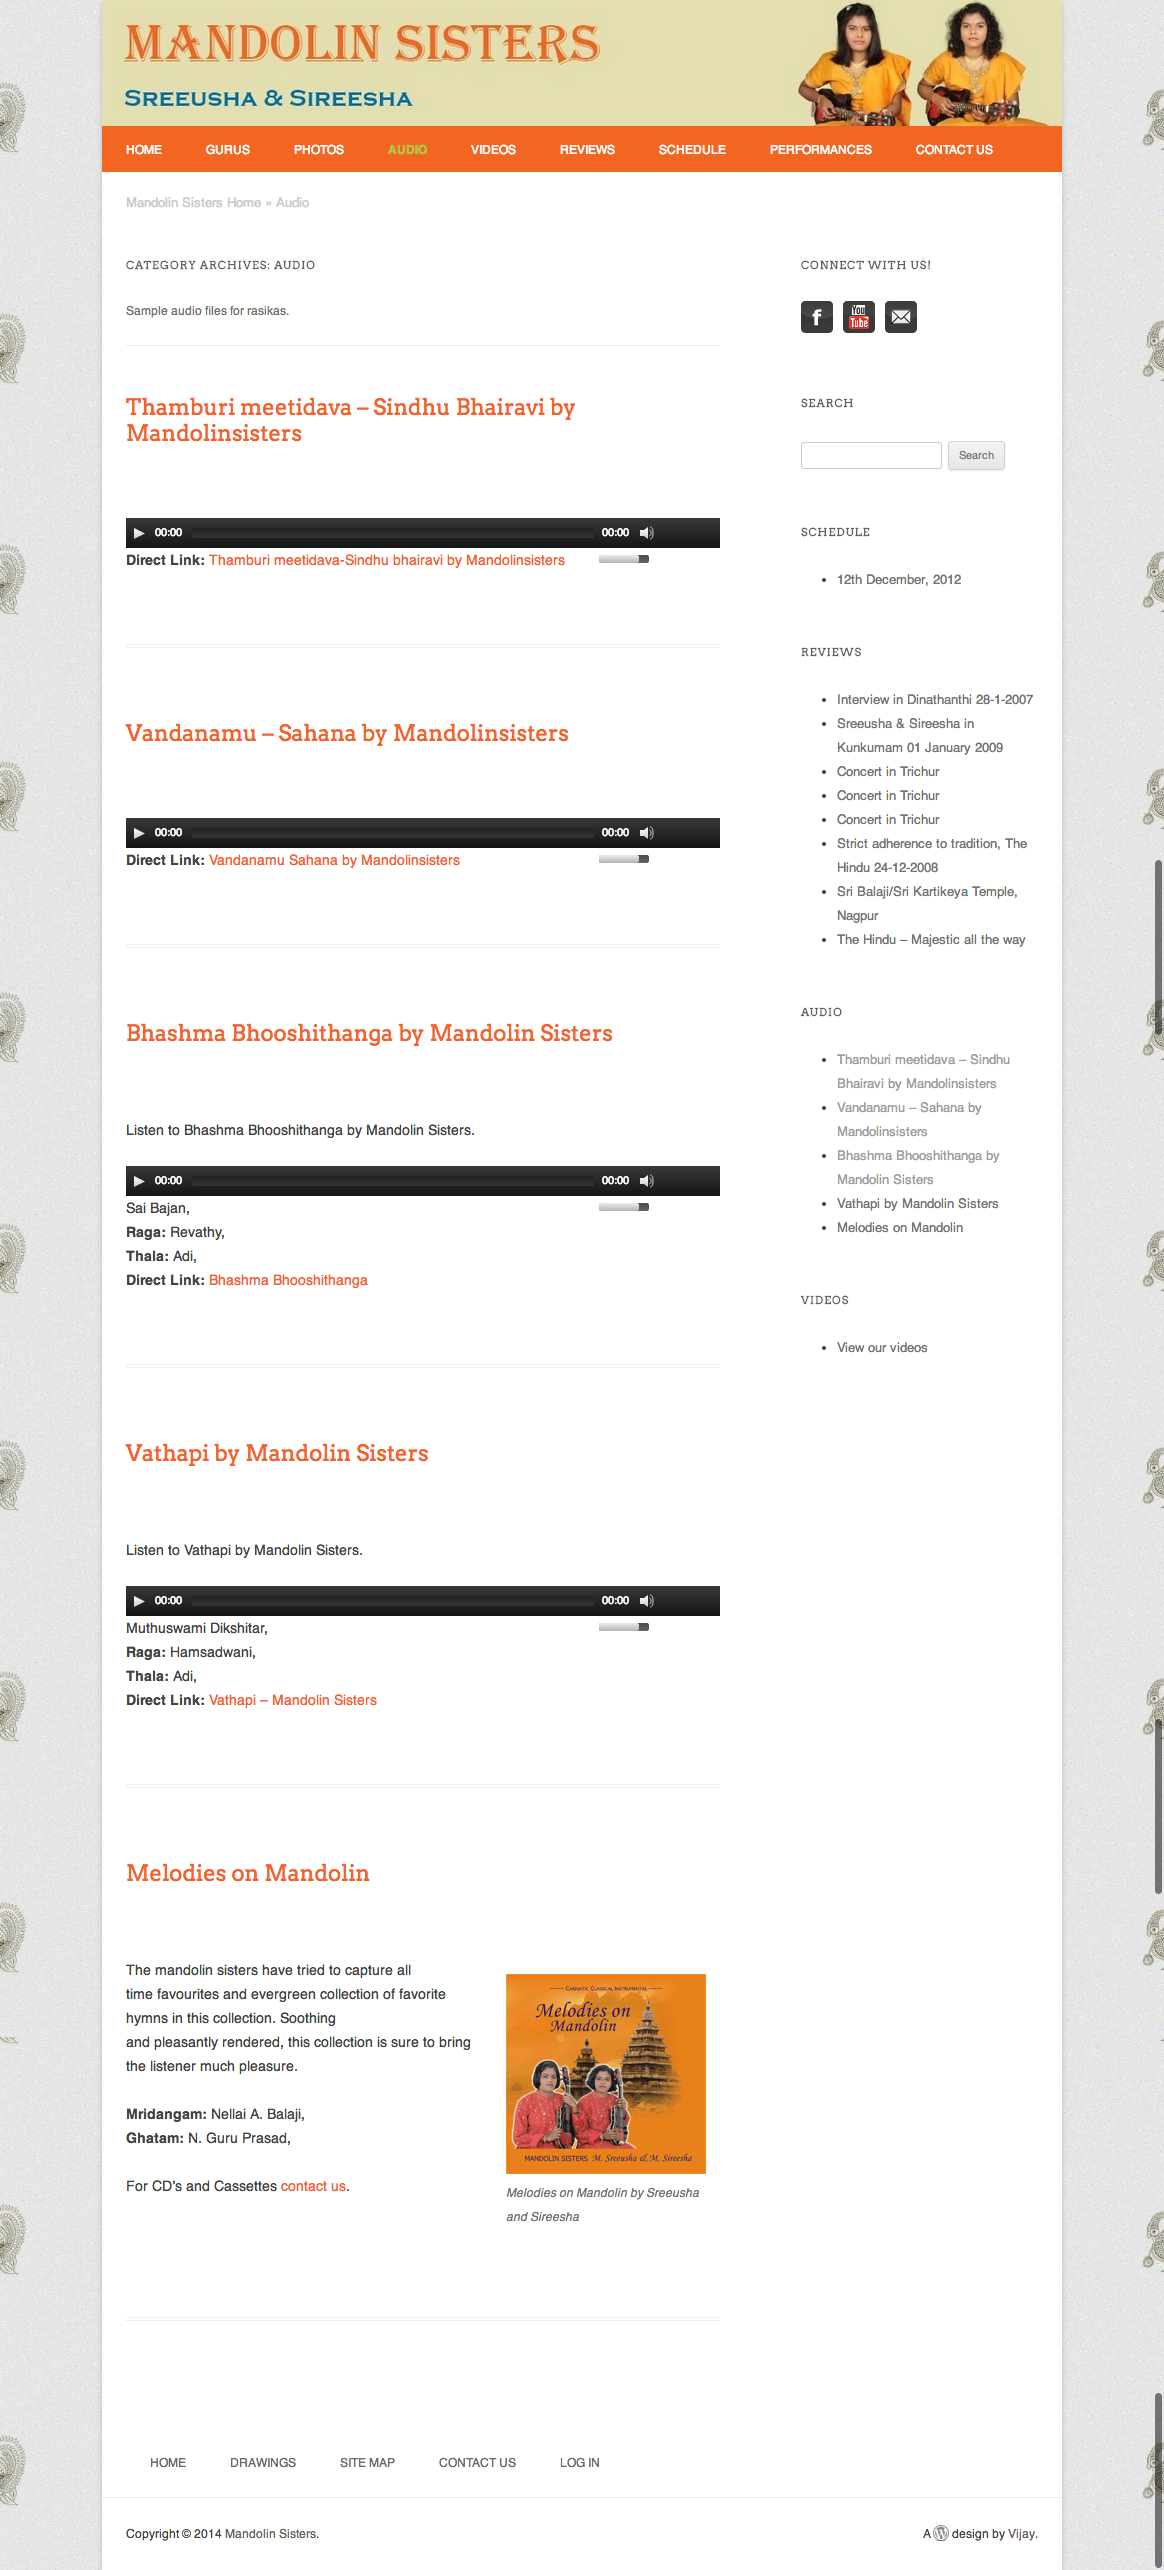 MANDOLIN SISTERS
SREEUSHA & SIREESHA
HOME GURUS PHOTOS AUDIO VIDEOS REVIEWS SCHEDULE PERFORMANCES CONTACT US
Mandolin Sisters Home » Audio
CATEGORY ARCHIVES: AUDIO
Sample audio files for rasikas.
Thamburi meetidava – Sindhu Bhairavi by
Mandolinsisters
00:00 00:00
Direct Link: Thamburi meetidava-Sindhu bhairavi by Mandolinsisters
Vandanamu – Sahana by Mandolinsisters
00:00 00:00
Direct Link: Vandanamu Sahana by Mandolinsisters
Bhashma Bhooshithanga by Mandolin Sisters
Listen to Bhashma Bhooshithanga by Mandolin Sisters.
00:00 00:00
Sai Bajan,
Raga: Revathy,
Thala: Adi,
Direct Link: Bhashma Bhooshithanga
Vathapi by Mandolin Sisters
Listen to Vathapi by Mandolin Sisters.
00:00 00:00
Muthuswami Dikshitar,
Raga: Hamsadwani,
Thala: Adi,
Direct Link: Vathapi – Mandolin Sisters
Melodies on Mandolin
The mandolin sisters have tried to capture all
time favourites and evergreen collection of favorite
hymns in this collection. Soothing
and pleasantly rendered, this collection is sure to bring
the listener much pleasure.
Mridangam: Nellai A. Balaji,
Ghatam: N. Guru Prasad,
For CD's and Cassettes contact us.
CARNATIC CLASSICAL INSTRUMENTAL
Melodies on
Mandolin
MANDOLIN SISTERS M. Sreeusha & M. Sireesha
Melodies on Mandolin by Sreeusha
and Sireesha
CONNECT WITH US!
f
You
Tube
SEARCH
Search
SCHEDULE
12th December, 2012
REVIEWS
Interview in Dinathanthi 28-1-2007
Sreeusha & Sireesha in
Kunkumam 01 January 2009
Concert in Trichur
Concert in Trichur
Concert in Trichur
Strict adherence to tradition, The
Hindu 24-12-2008
Sri Balaji/Sri Kartikeya Temple,
Nagpur
The Hindu – Majestic all the way
AUDIO
Thamburi meetidava – Sindhu
Bhairavi by Mandolinsisters
Vandanamu – Sahana by
Mandolinsisters
Bhashma Bhooshithanga by
Mandolin Sisters
Vathapi by Mandolin Sisters
Melodies on Mandolin
VIDEOS
View our videos
HOME DRAWINGS SITE MAP CONTACT US LOG IN
Copyright © 2014 Mandolin Sisters.
A design by Vijay.